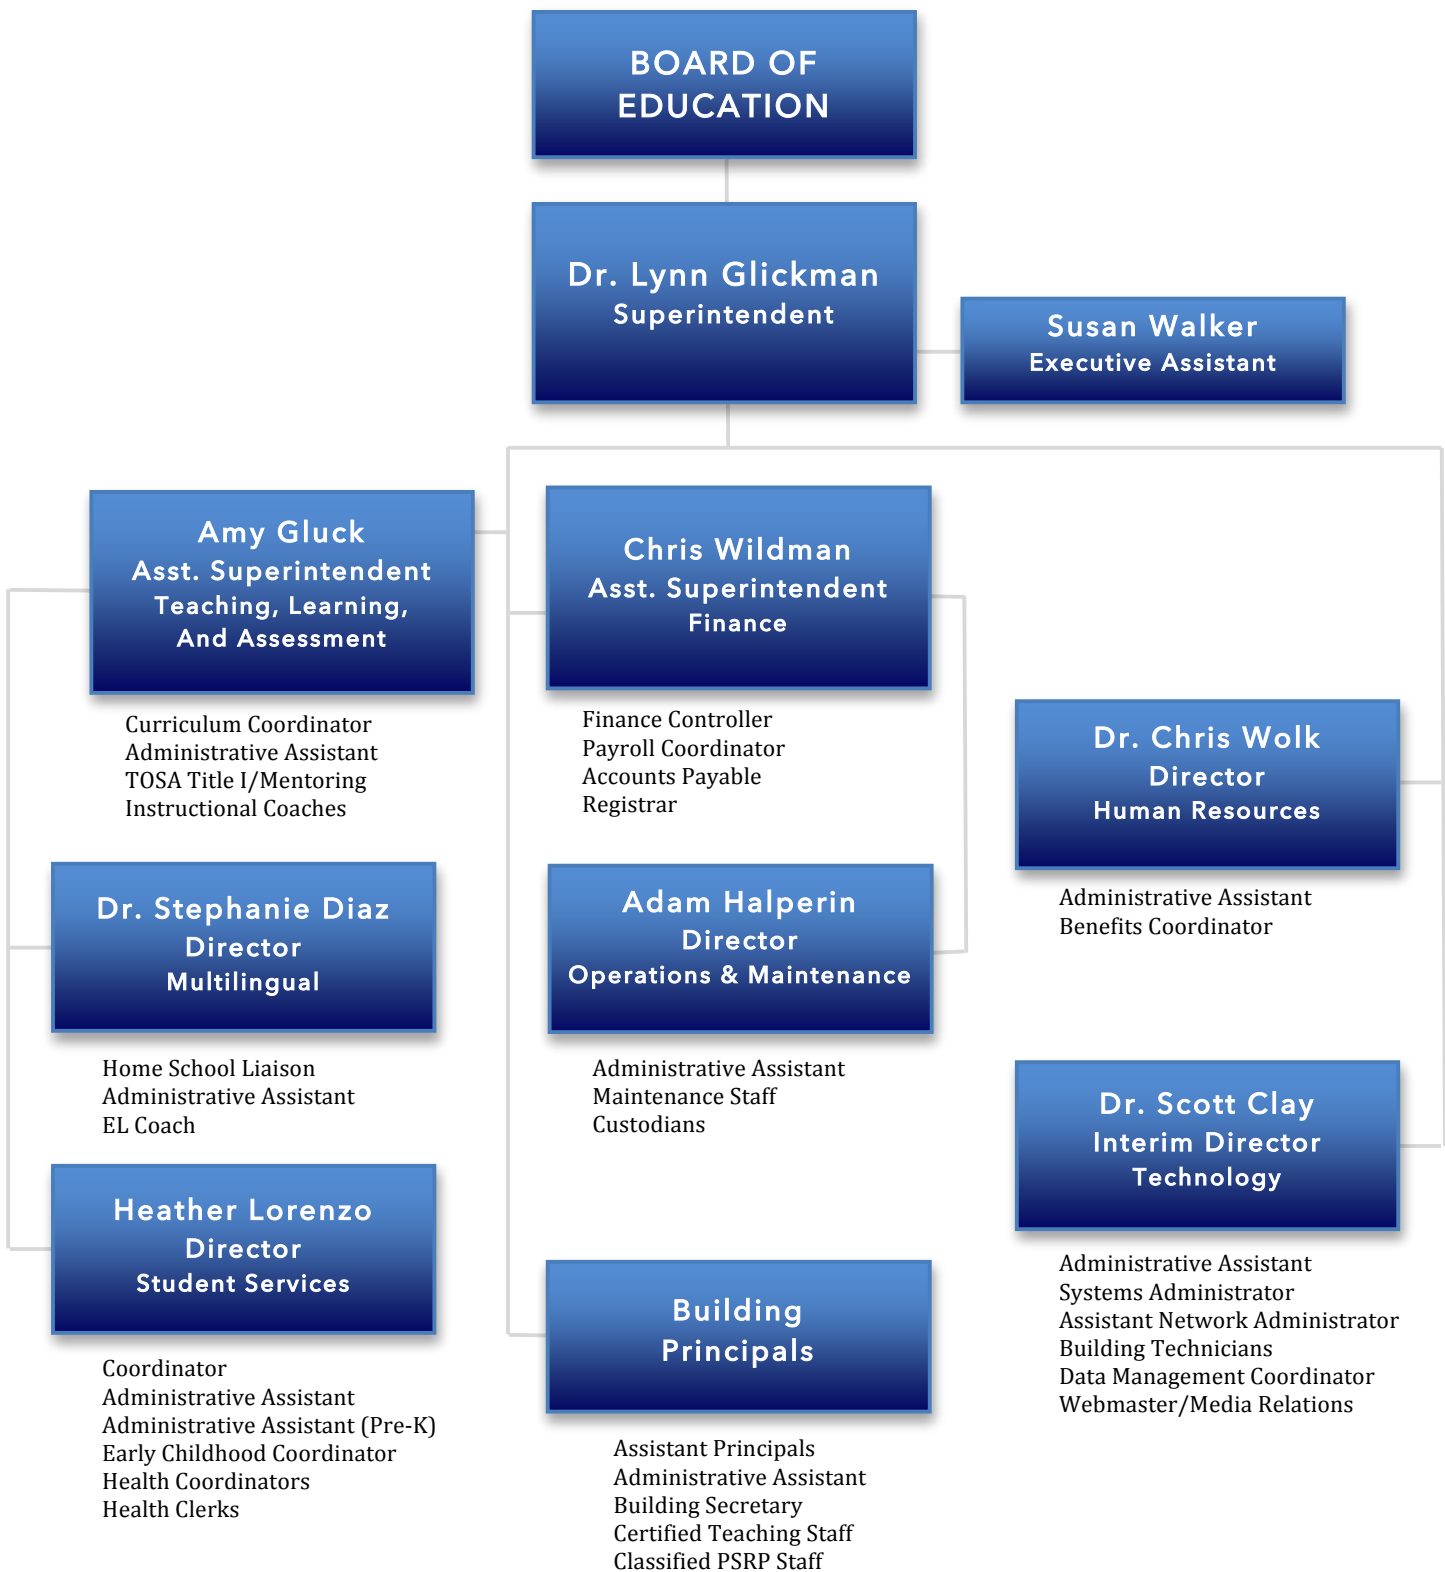 BOARD OF
EDUCATION
Dr. Lynn Glickman
Superintendent
Susan Walker
Executive Assistant
Amy Gluck
Asst. Superintendent
Teaching, Learning,
And Assessment
Curriculum Coordinator
Administrative Assistant
TOSA Title I/Mentoring
Instructional Coaches
Chris Wildman
Asst. Superintendent
Finance
Finance Controller
Payroll Coordinator
Accounts Payable
Registrar
Dr. Chris Wolk
Director
Human Resources
Administrative Assistant
Benefits Coordinator
Dr. Stephanie Diaz
Director
Multilingual
Home School Liaison
Administrative Assistant
EL Coach
Adam Halperin
Director
Operations & Maintenance
Administrative Assistant
Maintenance Staff
Custodians
Dr. Scott Clay
Interim Director
Technology
Administrative Assistant
Systems Administrator
Assistant Network Administrator
Building Technicians
Data Management Coordinator
Webmaster/Media Relations
Heather Lorenzo
Director
Student Services
Coordinator
Administrative Assistant
Administrative Assistant (Pre-K)
Early Childhood Coordinator
Health Coordinators
Health Clerks
Building
Principals
Assistant Principals
Administrative Assistant
Building Secretary
Certified Teaching Staff
Classified PSRP Staff